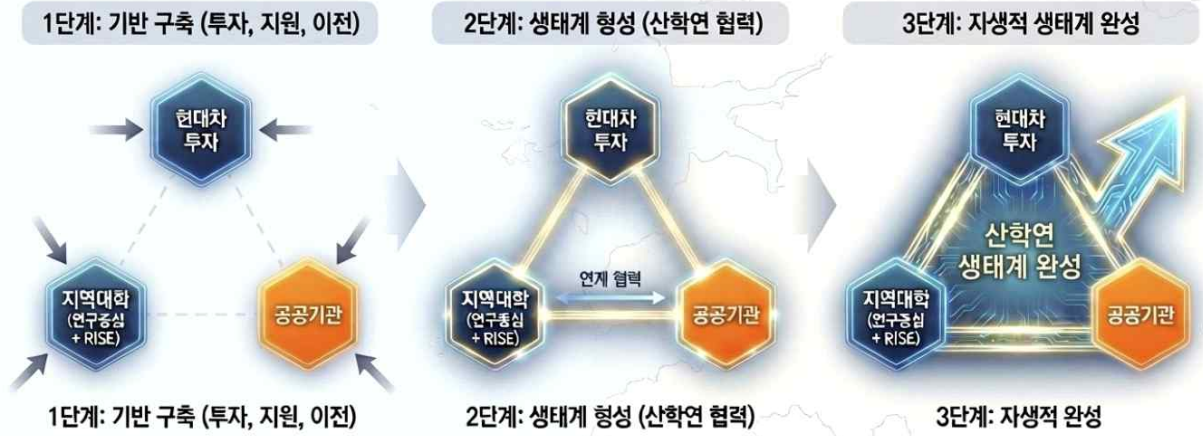 1단계: 기반 구축 (투자, 지원, 이전)
2단계: 생태계 형성 (산학연 협력)
3단계: 자생적 생태계 완성
현대차
투자
현대차
투자
현대차
투자
지역대학
(연구중심
+ RISE)
공공기관
연계 협력
지역대학
(연구중심
+ RISE)
공공기관
산학연
생태계 완성
지역대학
(연구중심
+ RISE)
공공기관
1단계: 기반 구축 (투자, 지원, 이전)
2단계: 생태계 형성 (산학연 협력)
3단계: 자생적 완성